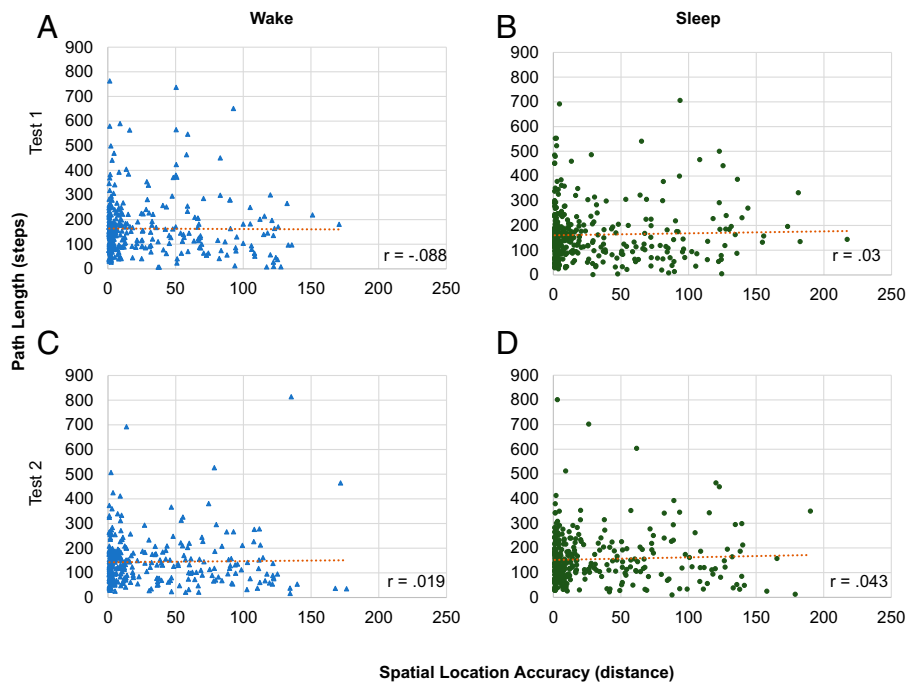 A
Wake
B
Sleep
Path Length (steps)
Test 1
900
800
700
600
500
400
300
200
100
0
0 50 100 150 200 250
r = -.088
900
800
700
600
500
400
300
200
100
0
0 50 100 150 200 250
r = .03
C
D
Test 2
900
800
700
600
500
400
300
200
100
0
0 50 100 150 200 250
r = .019
900
800
700
600
500
400
300
200
100
0
0 50 100 150 200 250
r = .043
Spatial Location Accuracy (distance)